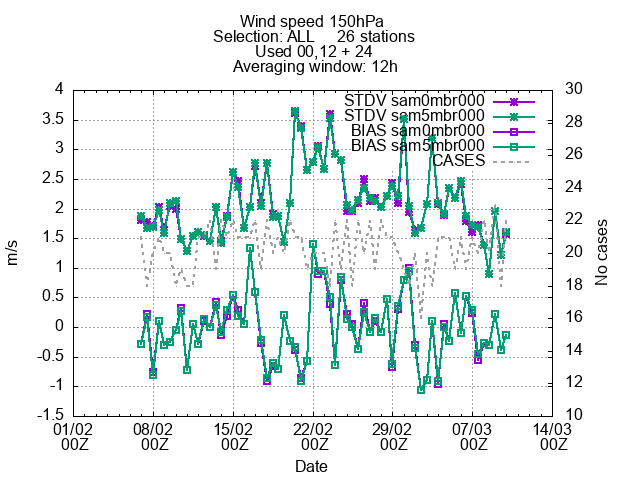 Wind speed 150hPa
Selection: ALL 26 stations
Used 00,12 + 24
Averaging window: 12h
STDV sam0mbr000
STDV sam5mbr000
BIAS sam0mbr000
BIAS sam5mbr000
CASES
m/s
4
3.5
3
2.5
2
1.5
1
0.5
0
-0.5
-1
-1.5
No cases
30
28
26
24
22
20
18
16
14
12
10
01/02 08/02 15/02 22/02 29/02 07/03 14/03
00Z 00Z 00Z 00Z 00Z 00Z 00Z
Date